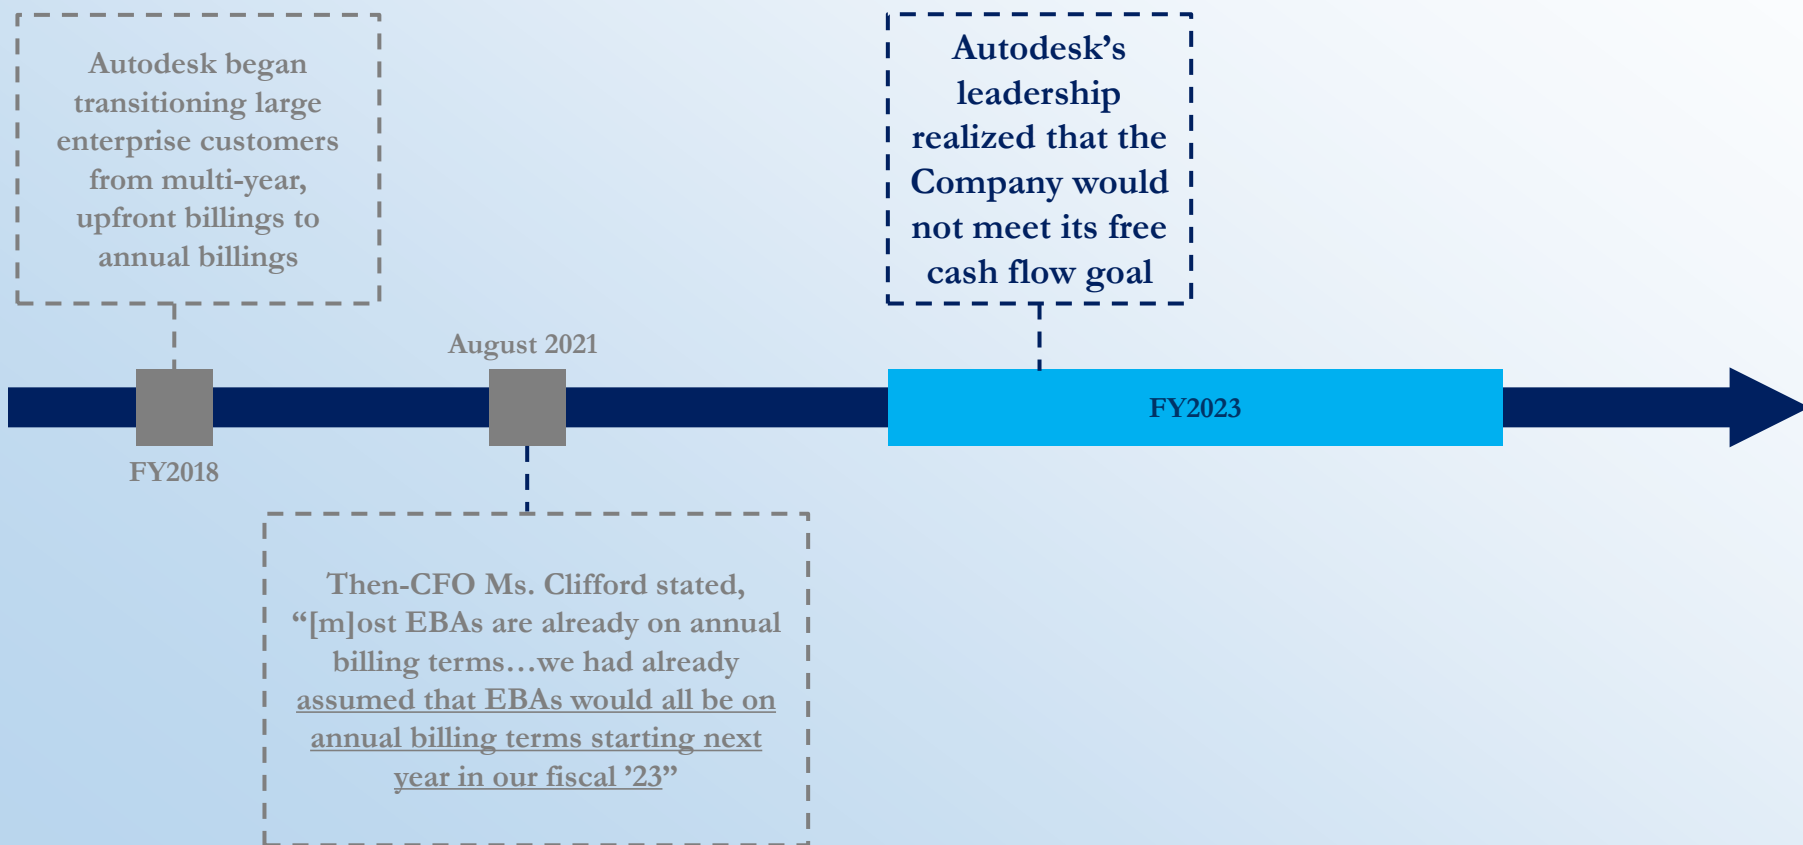 Autodesk began
transitioning large
enterprise customers
from multi-year,
upfront billings to
annual billings
FY2018
August 2021
Then-CFO Ms. Clifford stated,
“[m]ost EBAs are already on annual
billing terms…we had already
assumed that EBAs would all be on
annual billing terms starting next
year in our fiscal ’23”
Autodesk’s
leadership
realized that the
Company would
not meet its free
cash flow goal
FY2023